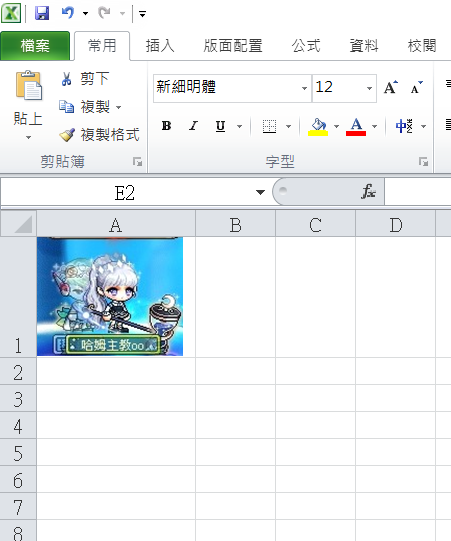 檔案 常用 插入 版面配置 公式 資料 校閱
貼上
剪下
複製
複製格式
剪貼簿
新細明體 12 A A
B I U A 中
字型
E2 fx
A B C D
1
哈姆主教oo
2
3
4
5
6
7
8